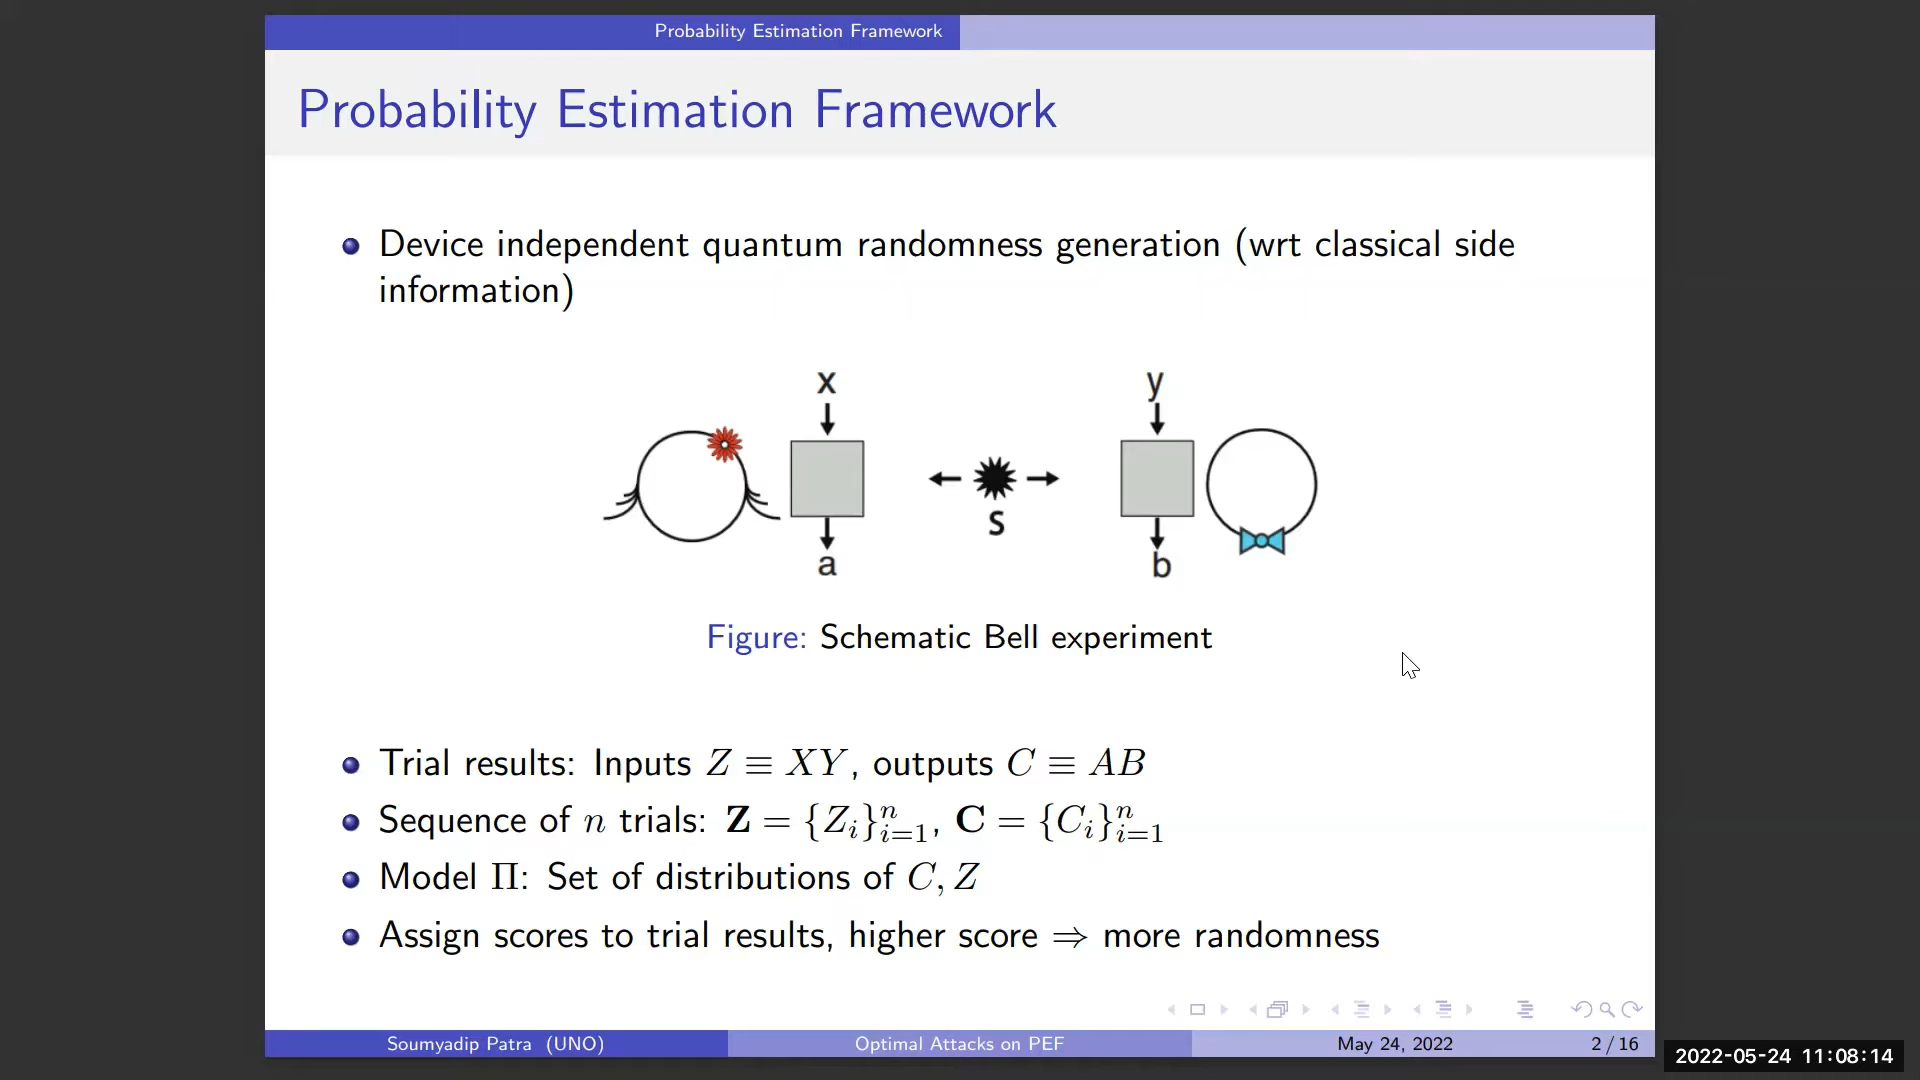 Probability Estimation Framework
Probability Estimation Framework
Device independent quantum randomness generation (wrt classical side
information)
x
y
S
a
b
Figure: Schematic Bell experiment
Trial results: Inputs Z ≡ XY, outputs C ≡ AB
Sequence of n trials: Z = {Z_i}_{i=1}^n, C = {C_i}_{i=1}^n
Model Π: Set of distributions of C, Z
Assign scores to trial results, higher score ⇒ more randomness
Soumyadip Patra (UNO)
Optimal Attacks on PEF
May 24, 2022
2 / 16
2022-05-24 11:08:14